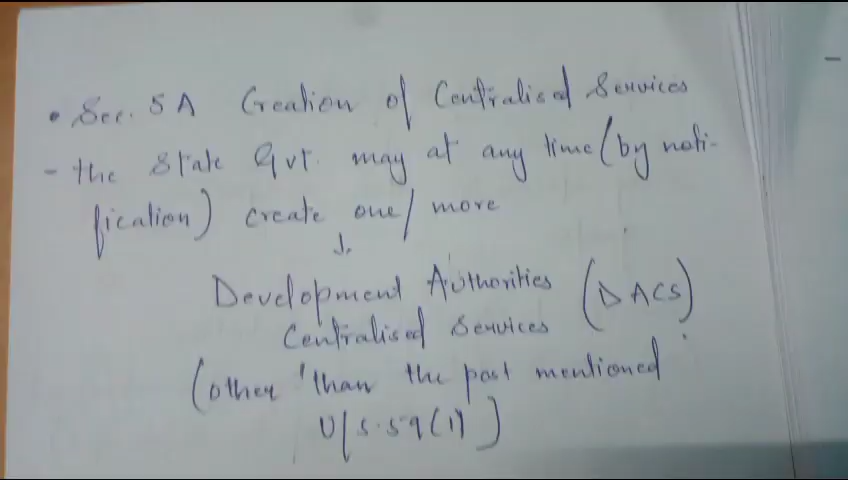 • Sec. 5A Creation of Centralised Services
- the State Gvt. may at any time (by noti-
fication) create one/more
↓
Development Authorities (DACS)
Centralised Services
(other than the post mentioned
U/S.59(1))